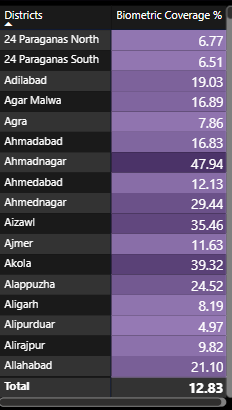 Districts Biometric Coverage %
24 Paraganas North 6.77
24 Paraganas South 6.51
Adilabad 19.03
Agar Malwa 16.89
Agra 7.86
Ahmadabad 16.83
Ahmadnagar 47.94
Ahmedabad 12.13
Ahmednagar 29.44
Aizawl 35.46
Ajmer 11.63
Akola 39.32
Alappuzha 24.52
Aligarh 8.19
Alipurduar 4.97
Alirajpur 9.82
Allahabad 21.10
Total 12.83